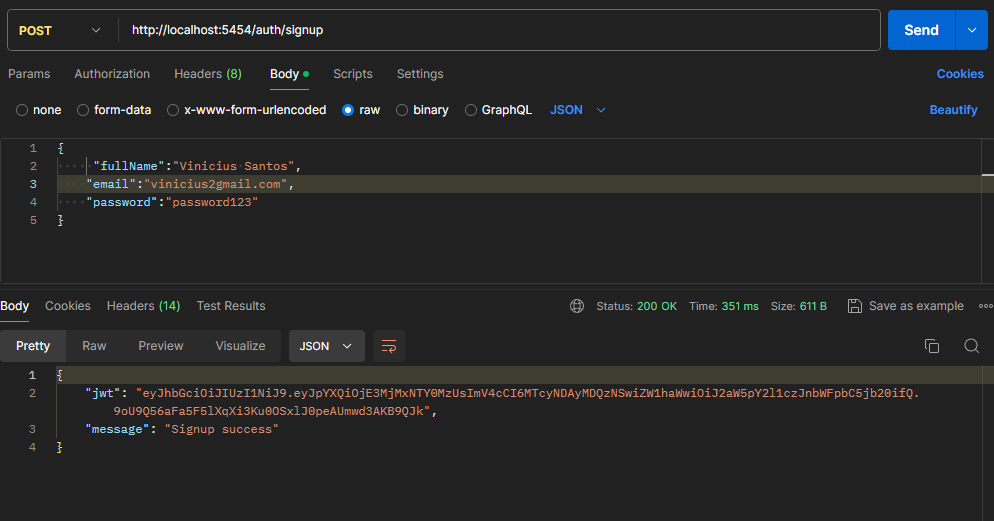 POST http://localhost:5454/auth/signup Send
Params Authorization Headers (8) Body Scripts Settings Cookies
none form-data x-www-form-urlencoded raw binary GraphQL JSON Beautify
1 {
2 "fullName":"Vinicius Santos",
3 "email":"vinicius2gmail.com",
4 "password":"password123"
5 }
Body Cookies Headers (14) Test Results Status: 200 OK Time: 351 ms Size: 611 B Save as example
Pretty Raw Preview Visualize JSON
1 {
2 "jwt": "eyJhbGciOiJIUzI1NiJ9.eyJpYXQiOjE3MjMxNTY0MzUsImV4cCI6MTcyNDAyMDQzNSwiZW1haWwiOiJ2aW5pY2l1czJnbWFpbC5jb20ifQ.
9oU9Q56aFa5F5lXqXi3Ku0OSxlJ0peAUmwd3AKB9QJk",
3 "message": "Signup success"
4 }